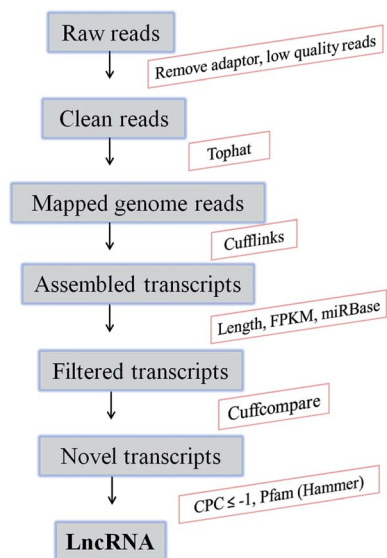 Raw reads
Remove adaptor, low quality reads
Clean reads
Tophat
Mapped genome reads
Cufflinks
Assembled transcripts
Length, FPKM, miRBase
Filtered transcripts
Cuffcompare
Novel transcripts
CPC ≤ -1, Pfam (Hammer)
LncRNA